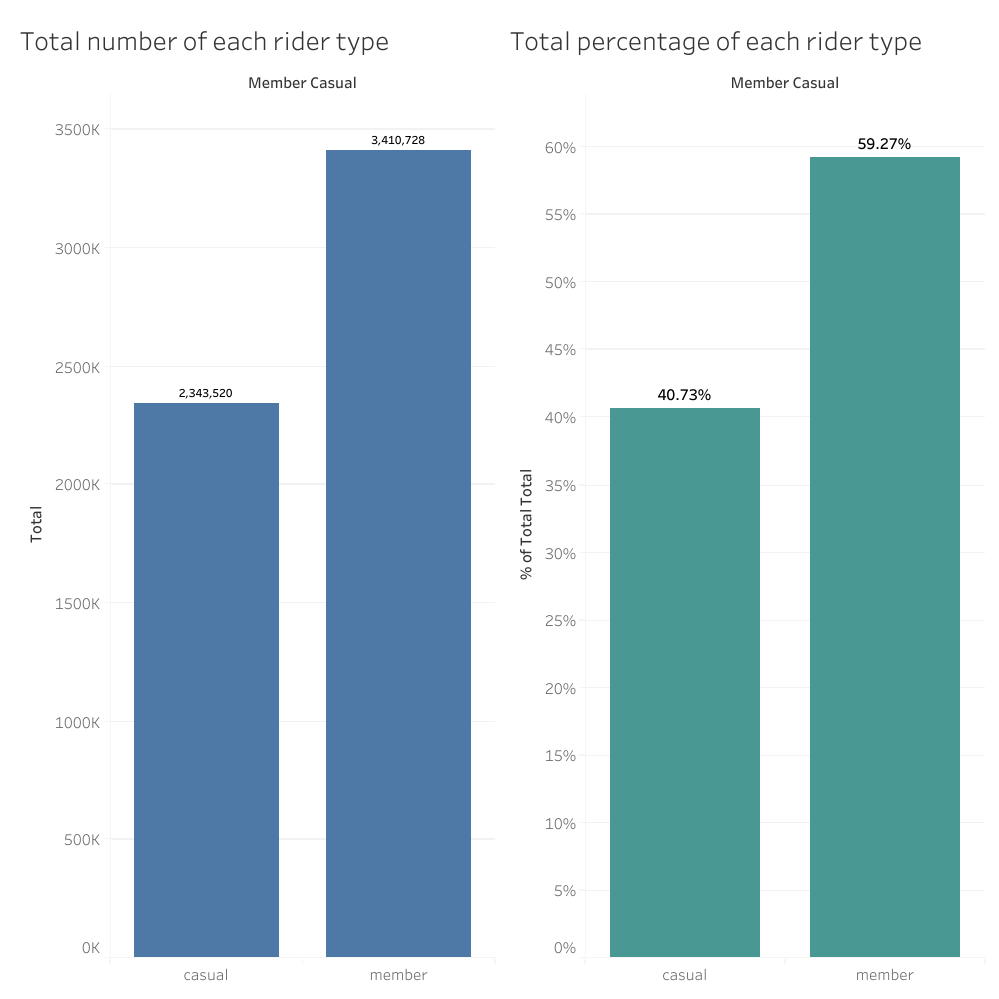 Total number of each rider type
Member Casual
3500K
3000K
2500K
2000K
1500K
1000K
500K
0K
Total
3,410,728
2,343,520
casual member
Total percentage of each rider type
Member Casual
60%
55%
50%
45%
40%
35%
30%
25%
20%
15%
10%
5%
0%
% of Total Total
59.27%
40.73%
casual member